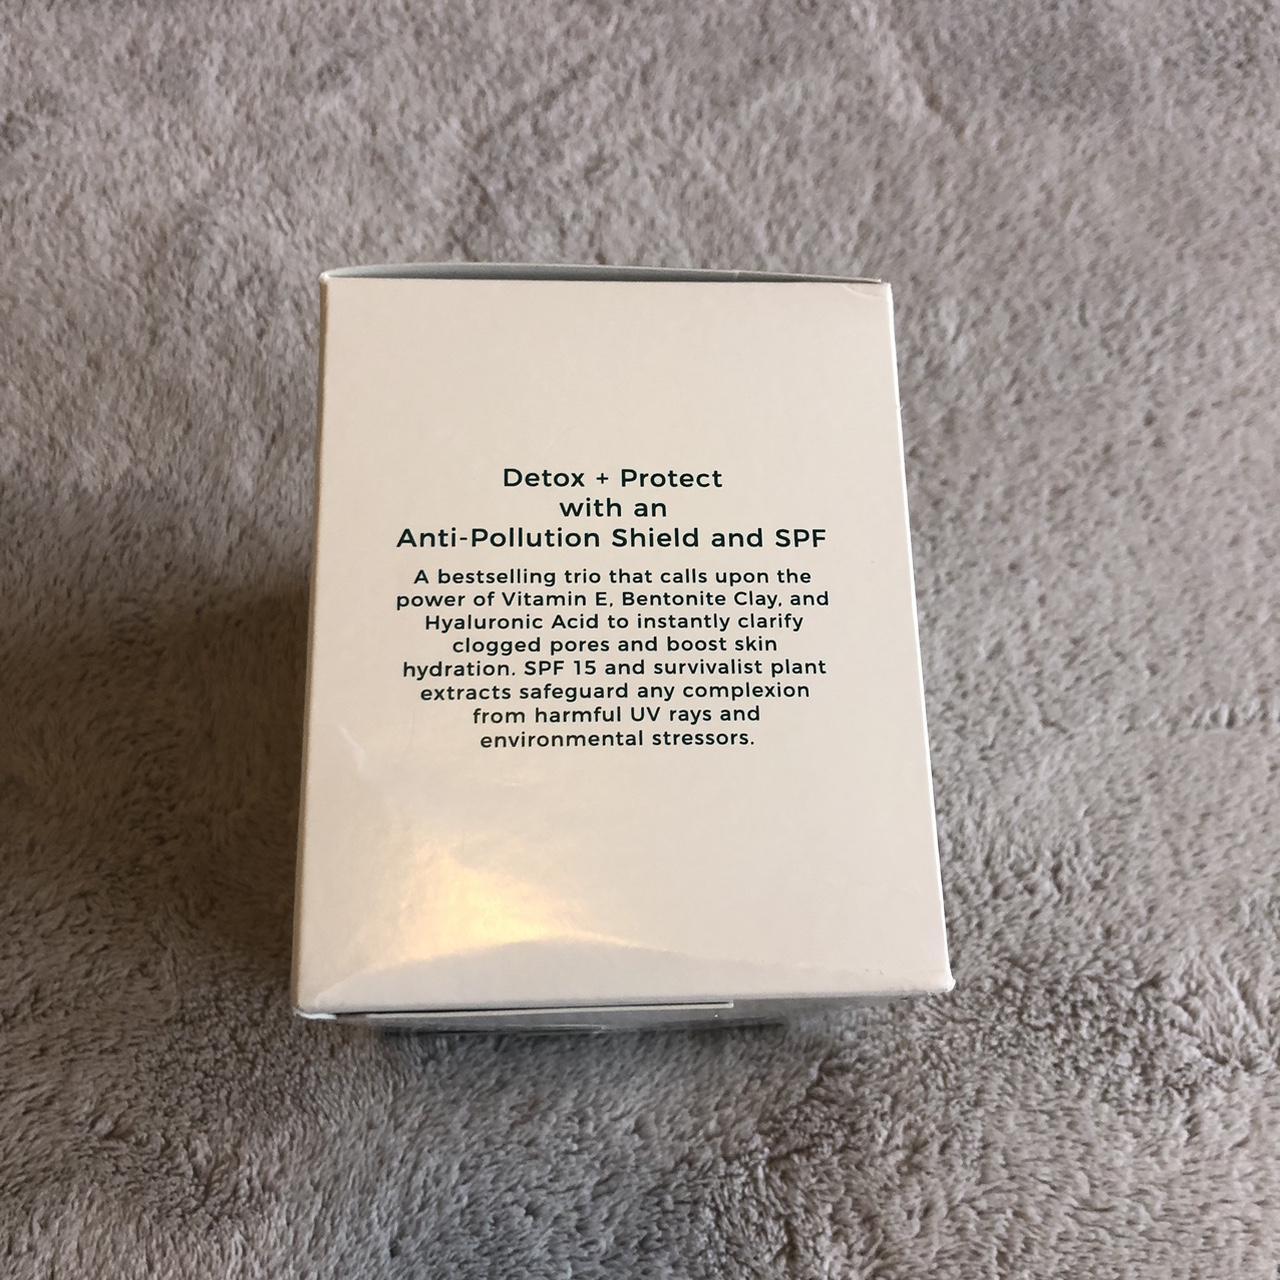 Detox + Protect
with an
Anti-Pollution Shield and SPF
A bestselling trio that calls upon the
power of Vitamin E, Bentonite Clay, and
Hyaluronic Acid to instantly clarify
clogged pores and boost skin
hydration. SPF 15 and survivalist plant
extracts safeguard any complexion
from harmful UV rays and
environmental stressors.